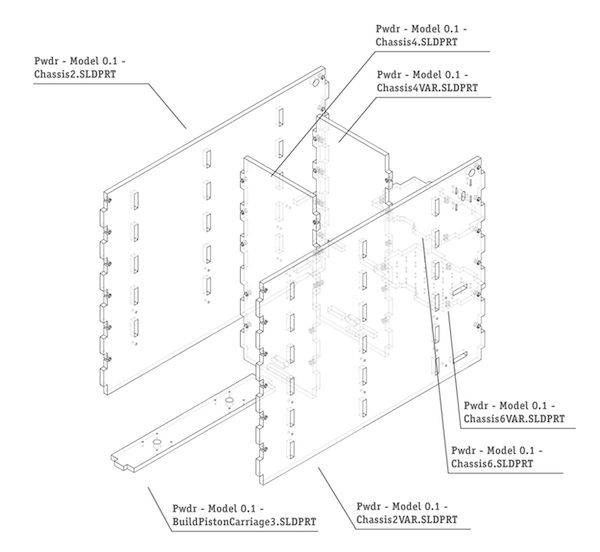 Pwdr - Model 0.1 -
Chassis4.SLDPRT
Pwdr - Model 0.1 -
Chassis2.SLDPRT
Pwdr - Model 0.1 -
Chassis4VAR.SLDPRT
Pwdr - Model 0.1 -
Chassis6VAR.SLDPRT
Pwdr - Model 0.1 -
Chassis6.SLDPRT
Pwdr - Model 0.1 -
BuildPistonCarriage3.SLDPRT
Pwdr - Model 0.1 -
Chassis2VAR.SLDPRT